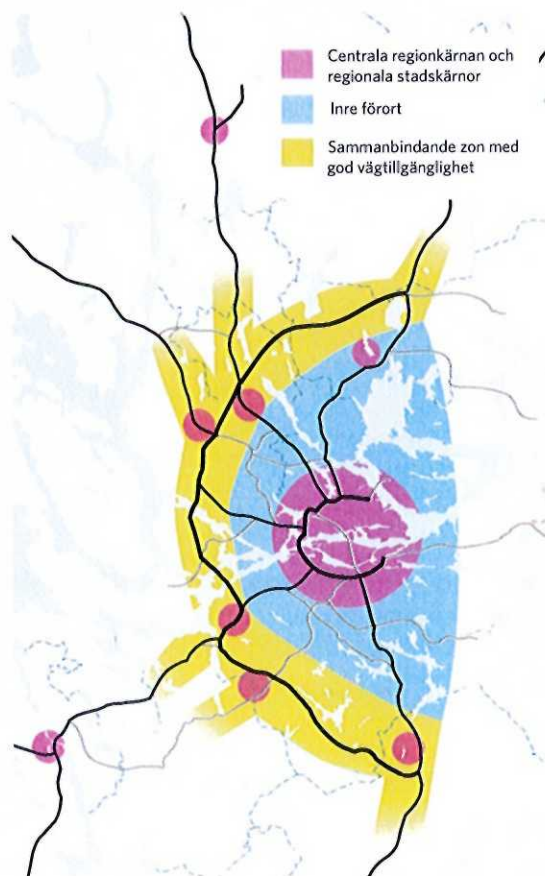 Centrala regionkärnan och
regionala stadskärnor
Inre förort
Sammanbindande zon med
god vägtillgänglighet